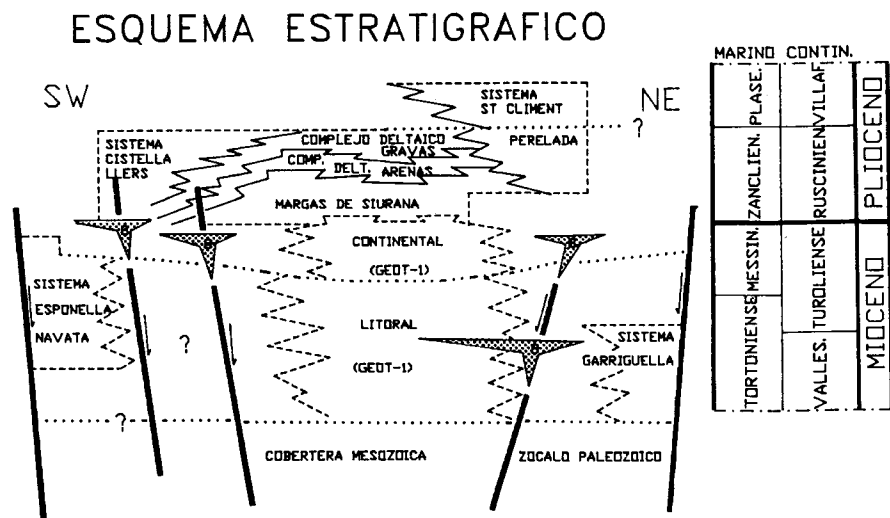 ESQUEMA ESTRATIGRAFICO
SW
NE
SISTEMA
ST CLIMENT
?
PERELADA
SISTEMA
CISTELLA
LLERS
COMPLEJO DELTAICO
GRAVAS
COMP.
DELT. ARENAS
MARGAS DE SIURANA
CONTINENTAL
(GEOT-1)
SISTEMA
ESPONELLA
NAVATA
?
LITORAL
(GEOT-1)
SISTEMA
GARRIGUELLA
?
COBERTERA MESOZOICA
ZOCALO PALEOZOICO
MARINO CONTIN.
PLASE.
ZANCLIEN.
MESSIN.
TORTONIENSE
VILLAF
RUSCINIEN
TUROLIENSE
VALLES.
PLIOCENO
MIOCENO